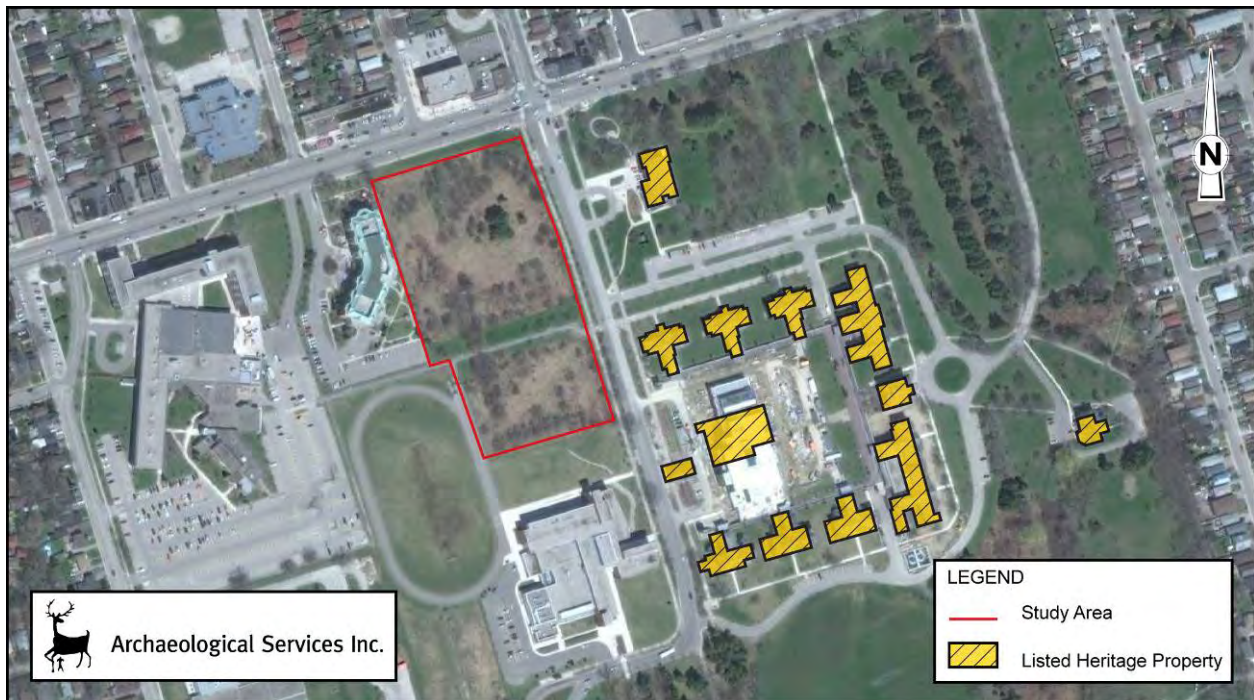 N
Archaeological Services Inc.
LEGEND
Study Area
Listed Heritage Property